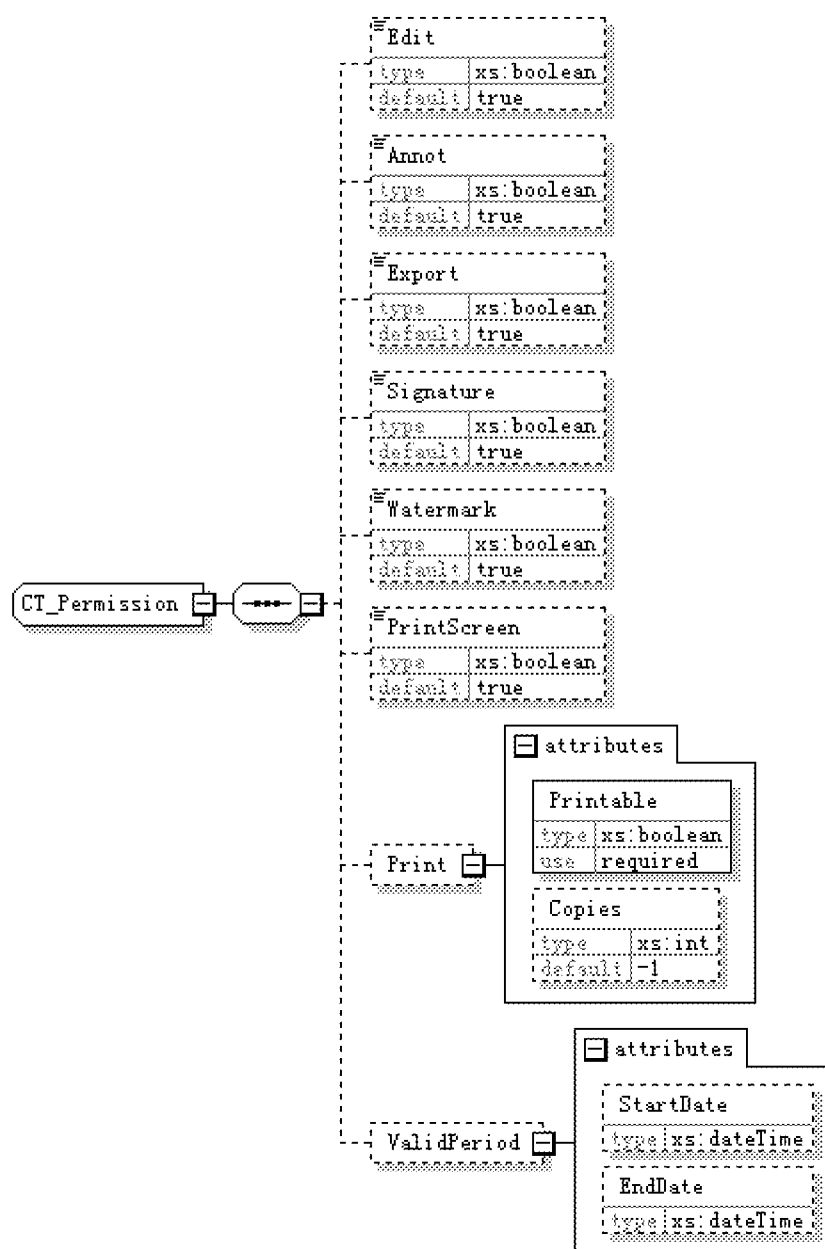 Edit
type xs:boolean
default true
Annot
type xs:boolean
default true
Export
type xs:boolean
default true
Signature
type xs:boolean
default true
Watermark
type xs:boolean
default true
CT_Permission
PrintScreen
type xs:boolean
default true
attributes
Printable
type xs:boolean
use required
Print
Copies
type xs:int
default -1
attributes
StartDate
type xs:dateTime
ValidPeriod
EndDate
type xs:dateTime